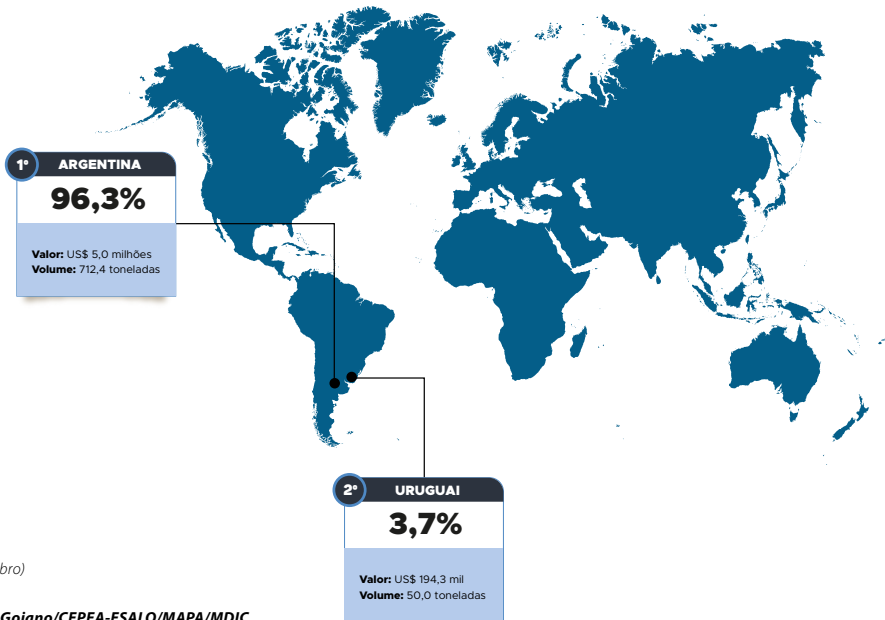 1º ARGENTINA
96,3%
Valor: US$ 5,0 milhões
Volume: 712,4 toneladas
2º URUGUAI
3,7%
Valor: US$ 194,3 mil
Volume: 50,0 toneladas
bro)
Goiano/CEPEA-ESALQ/MAPA/MDIC